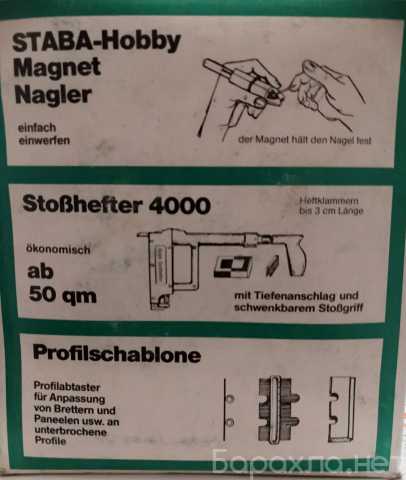 STABA-Hobby
Magnet
Nagler
einfach
einwerfen
der Magnet hält den Nagel fest
Stoßhefter 4000
Heftklammern
bis 3 cm Länge
ökonomisch
ab
50 qm
mit Tiefenanschlag und
schwenkbarem Stoßgriff
Profilschablone
Profilabtaster
für Anpassung
von Brettern und
Paneelen usw. an
unterbrochene
Profile
Барахла.нет